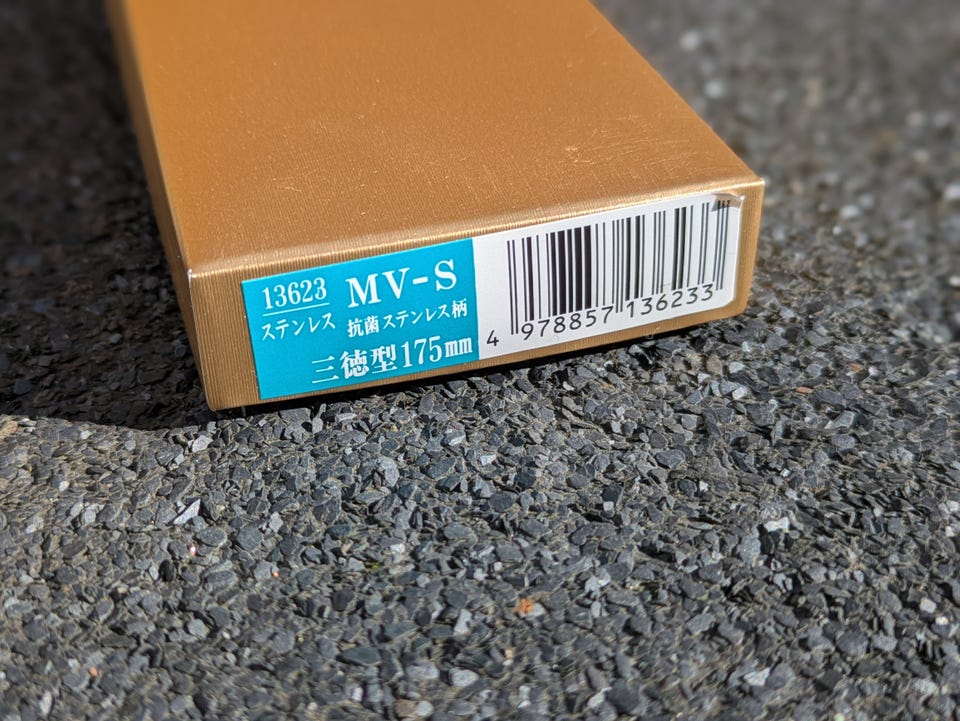 13623 MV-S
ステンレス 抗菌ステンレス柄
三徳型175mm
4 978857 136233